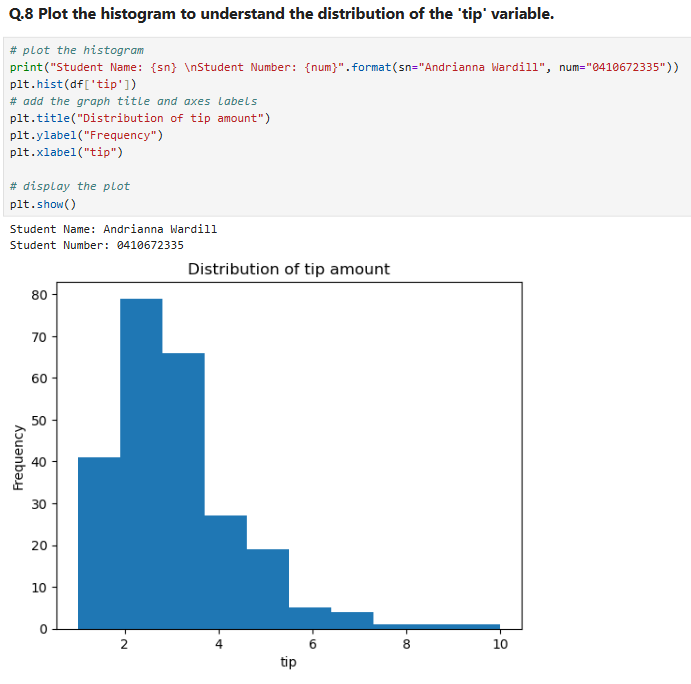 Q.8 Plot the histogram to understand the distribution of the 'tip' variable.
# plot the histogram
print("Student Name: {sn} \nStudent Number: {num}".format(sn="Andrianna Wardill", num="0410672335"))
plt.hist(df['tip'])
# add the graph title and axes labels
plt.title("Distribution of tip amount")
plt.ylabel("Frequency")
plt.xlabel("tip")
# display the plot
plt.show()
Student Name: Andrianna Wardill
Student Number: 0410672335
Distribution of tip amount
80
70
60
50
40
30
20
10
0
Frequency
2 4 6 8 10
tip